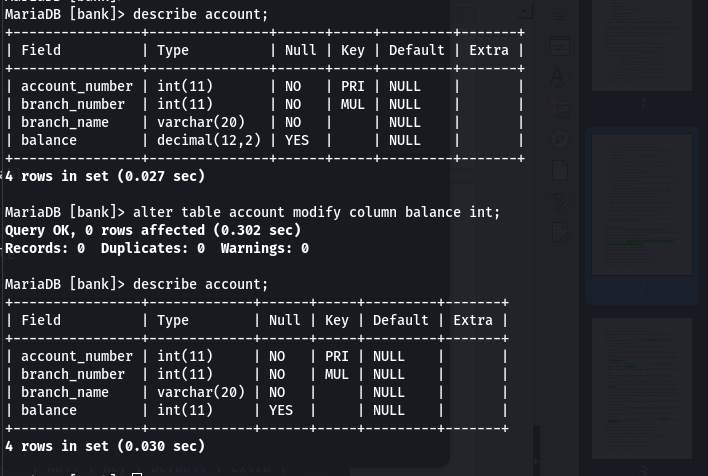 MariaDB [bank]> describe account;
+----------------+---------------+------+-----+---------+-------+
| Field          | Type          | Null | Key | Default | Extra |
+----------------+---------------+------+-----+---------+-------+
| account_number | int(11)       | NO   | PRI | NULL    |       |
| branch_number  | int(11)       | NO   | MUL | NULL    |       |
| branch_name    | varchar(20)   | NO   |     | NULL    |       |
| balance        | decimal(12,2) | YES  |     | NULL    |       |
+----------------+---------------+------+-----+---------+-------+
4 rows in set (0.027 sec)
MariaDB [bank]> alter table account modify column balance int;
Query OK, 0 rows affected (0.302 sec)
Records: 0  Duplicates: 0  Warnings: 0
MariaDB [bank]> describe account;
+----------------+-------------+------+-----+---------+-------+
| Field          | Type        | Null | Key | Default | Extra |
+----------------+-------------+------+-----+---------+-------+
| account_number | int(11)     | NO   | PRI | NULL    |       |
| branch_number  | int(11)     | NO   | MUL | NULL    |       |
| branch_name    | varchar(20) | NO   |     | NULL    |       |
| balance        | int(11)     | YES  |     | NULL    |       |
+----------------+-------------+------+-----+---------+-------+
4 rows in set (0.030 sec)